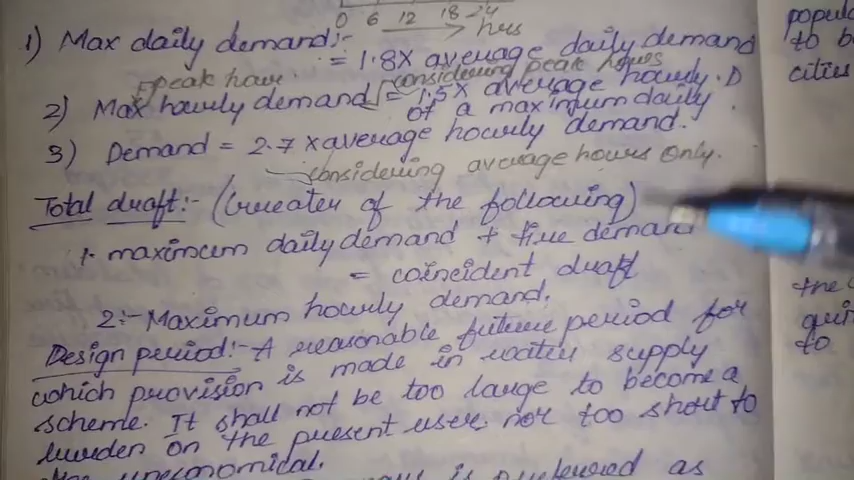 0 6 12 18 24
hrs
1) Max daily demand:-
= 1.8x average daily demand
peak hour. considering peak hours
2) Max hourly demand = 1.5x average hourly.D
of a maximum daily
3) Demand = 2.7 x average hourly demand.
considering average hours only.
Total draft:- (Greater of the following)
1. maximum daily demand + fire demand
= coincident draft
2:- Maximum hourly demand.
Design period:- A reasonable future period for
which provision is made in water supply
scheme. It shall not be too large to become a
burden on the present user nor too short to
uneconomical.
is preferred as
popul
to b
cities
the
to